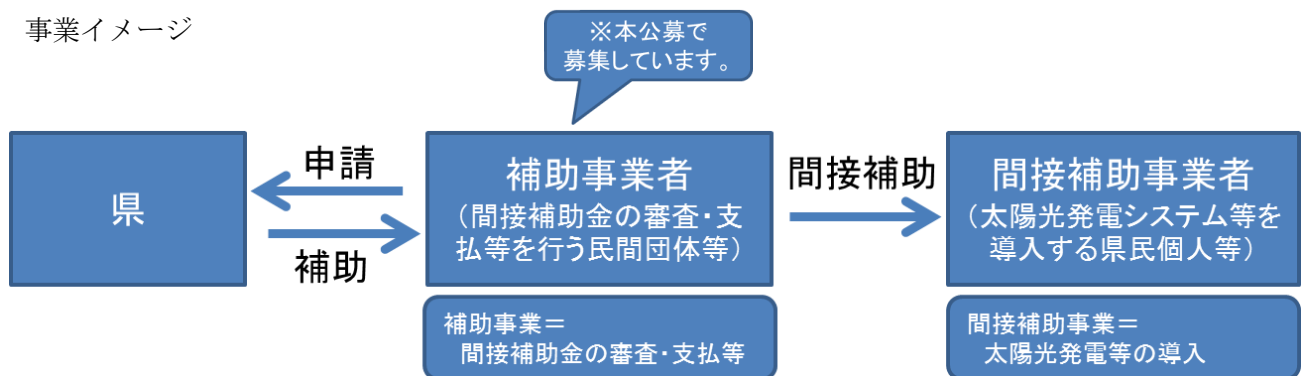 事業イメージ
※本公募で
募集しています。
県
申請
補助
補助事業者
（間接補助金の審査・支
払等を行う民間団体等）
間接補助
間接補助事業者
（太陽光発電システム等を
導入する県民個人等）
補助事業＝
間接補助金の審査・支払等
間接補助事業＝
太陽光発電等の導入